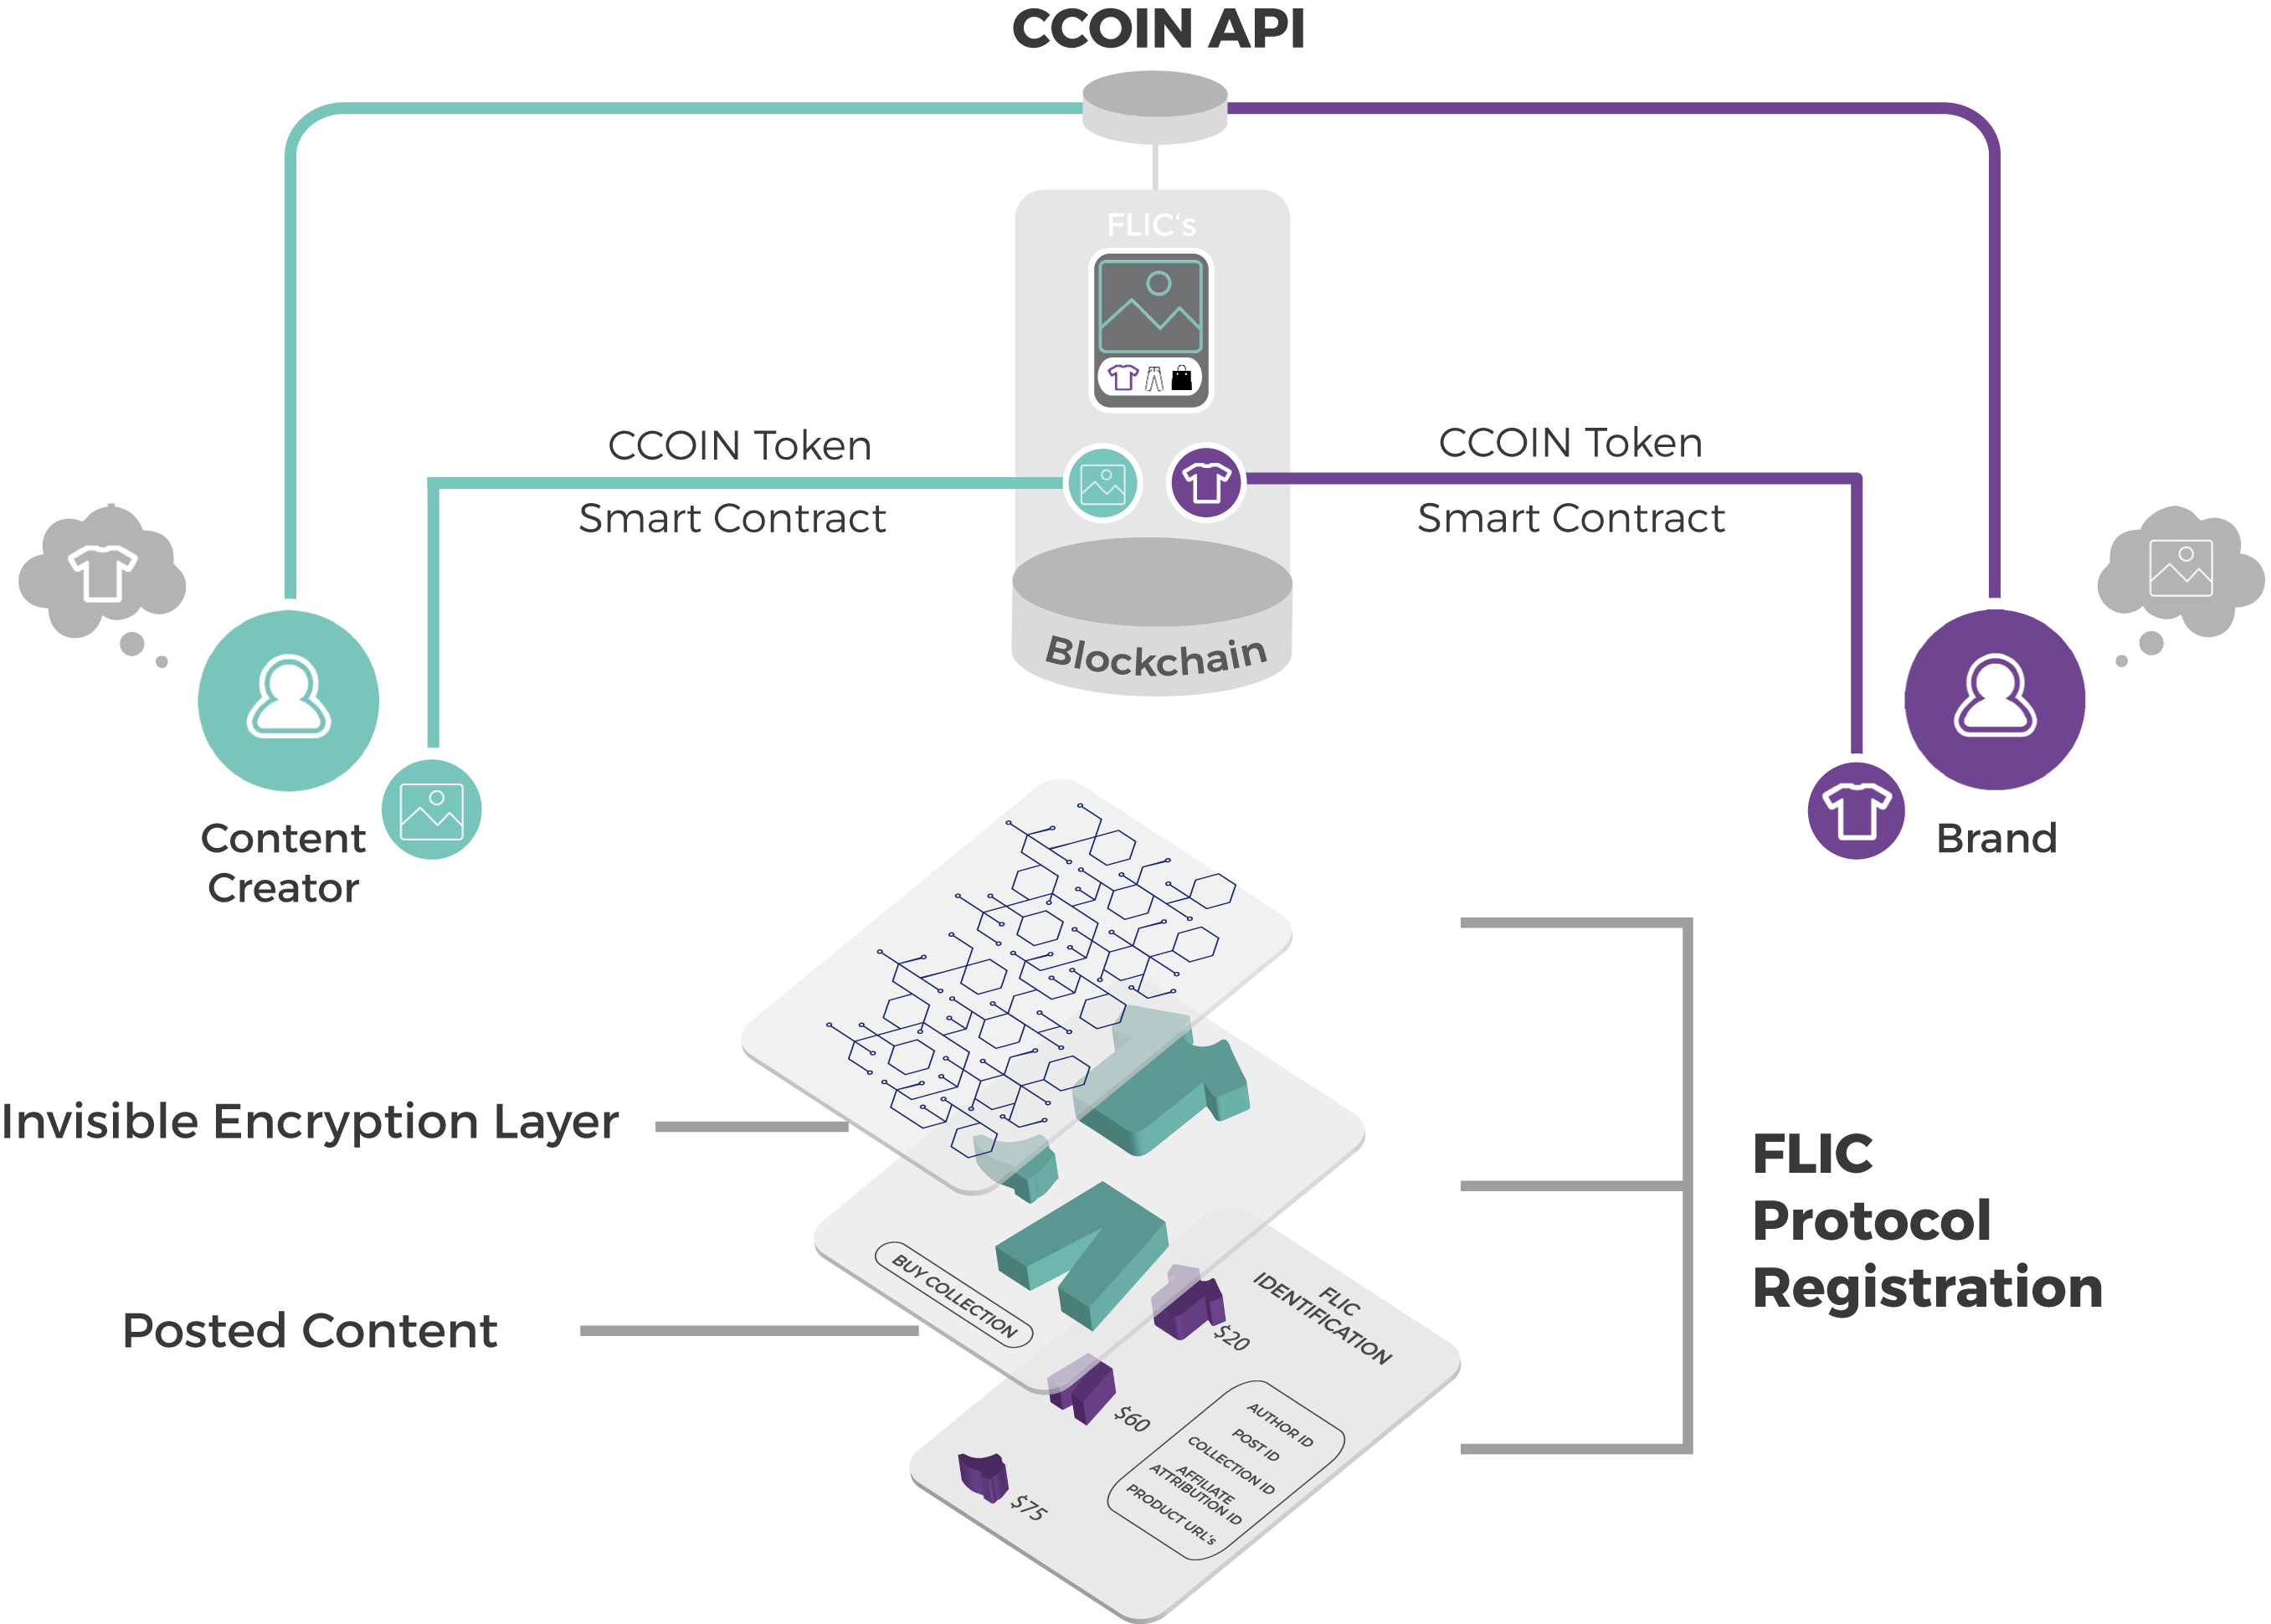 CCOIN API
FLIC's
CCOIN Token
Smart Contract
CCOIN Token
Smart Contract
Blockchain
Content
Creator
Brand
Invisible Encryption Layer
Posted Content
BUY COLLECTION
FLIC
IDENTIFICATION
$20
$60
$75
AUTHOR ID
POST ID
COLLECTION ID
AFFILIATE
ATTRIBUTION ID
PRODUCT URL's
FLIC
Protocol
Registration